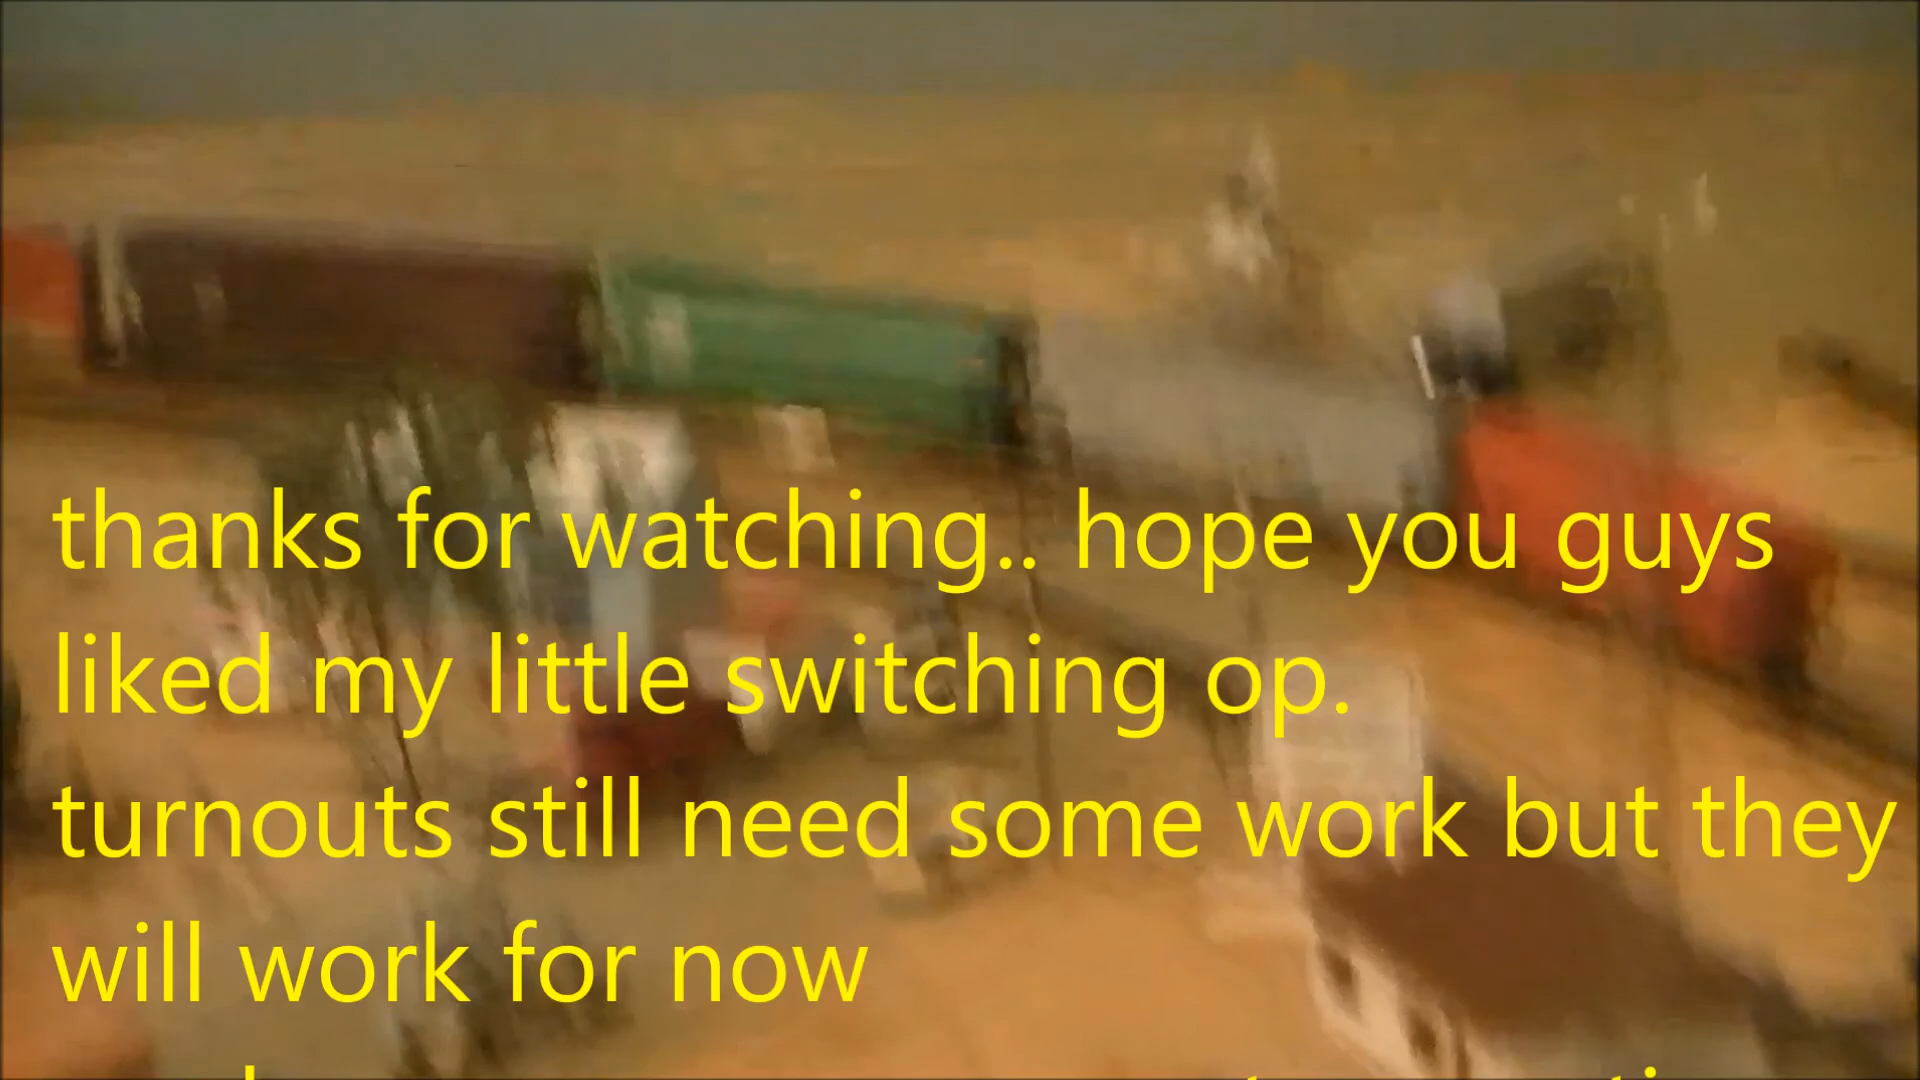 thanks for watching.. hope you guys
liked my little switching op.
turnouts still need some work but they
will work for now